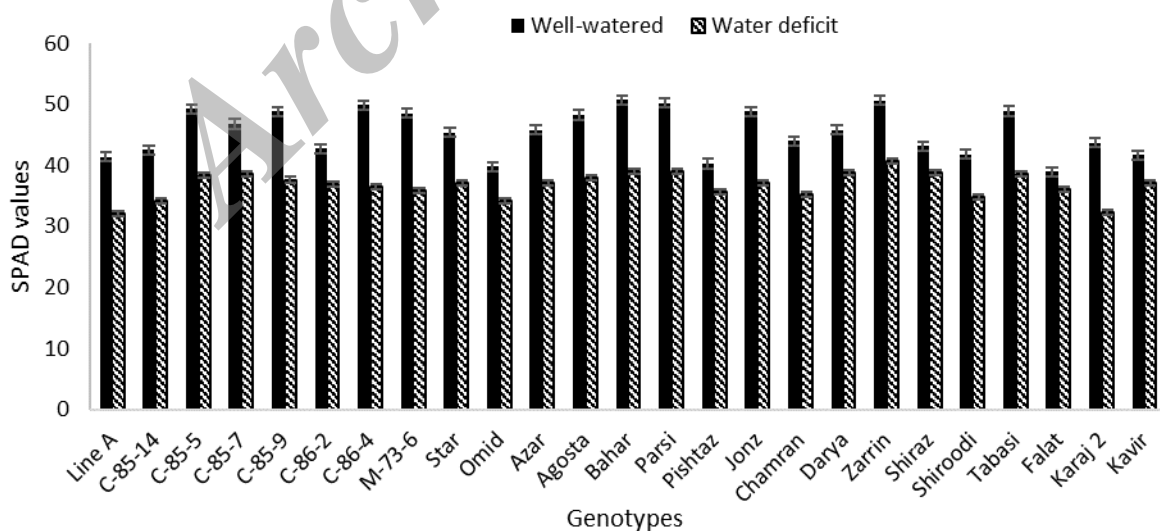 Arc
Well-watered Water deficit
60
50
40
30
20
10
0
SPAD values
Line A
C-85-14
C-85-5
C-85-7
C-85-9
C-86-2
C-86-4
M-73-6
Star
Omid
Azar
Agosta
Bahar
Parsi
Pishtaz
Jonz
Chamran
Darya
Zarrin
Shiraz
Shiroodi
Tabasi
Falat
Karaj 2
Kavir
Genotypes